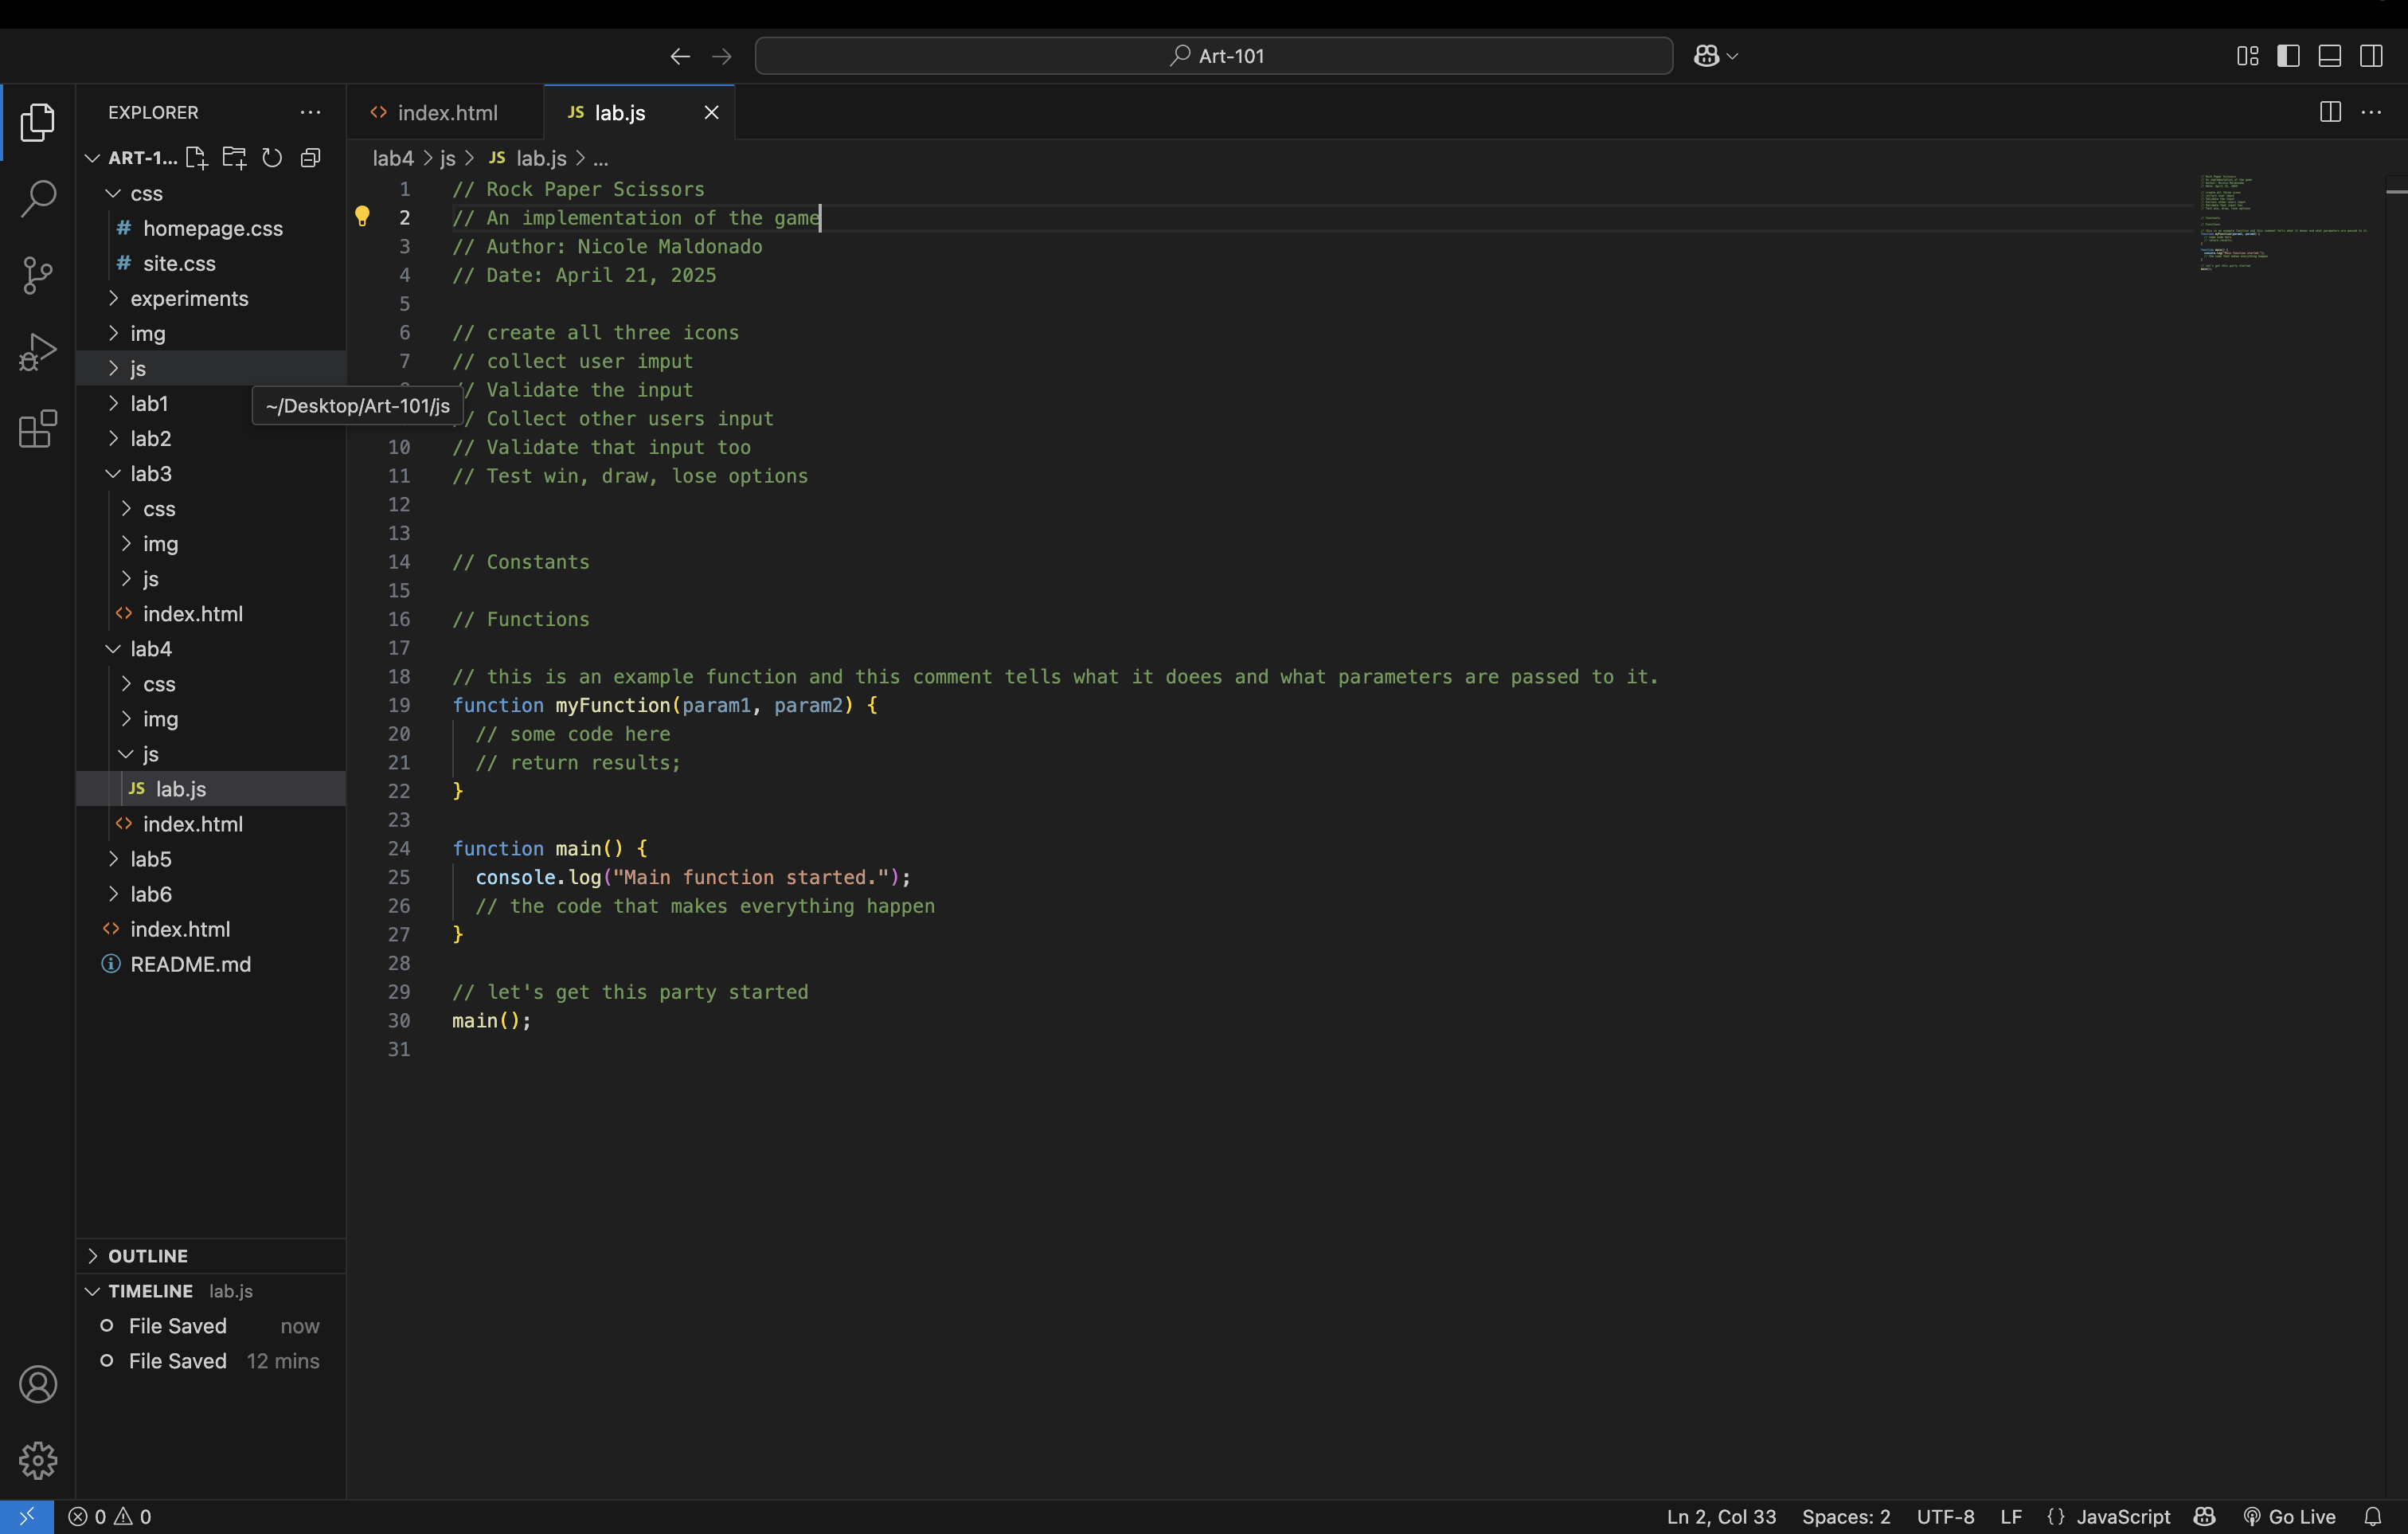 Art-101
EXPLORER
ART-1...
css
# homepage.css
# site.css
experiments
img
js
~/Desktop/Art-101/js
lab1
lab2
lab3
css
img
js
<> index.html
lab4
css
img
js
JS lab.js
<> index.html
lab5
lab6
<> index.html
README.md
OUTLINE
TIMELINE lab.js
File Saved now
File Saved 12 mins
<> index.html
JS lab.js
lab4 > js > JS lab.js > ...
1 // Rock Paper Scissors
2 // An implementation of the game
3 // Author: Nicole Maldonado
4 // Date: April 21, 2025
5
6 // create all three icons
7 // collect user imput
/ Validate the input
/ Collect other users input
10 // Validate that input too
11 // Test win, draw, lose options
12
13
14 // Constants
15
16 // Functions
17
18 // this is an example function and this comment tells what it doees and what parameters are passed to it.
19 function myFunction(param1, param2) {
20 // some code here
21 // return results;
22 }
23
24 function main() {
25 console.log("Main function started.");
26 // the code that makes everything happen
27 }
28
29 // let's get this party started
30 main();
31
0 0
Ln 2, Col 33 Spaces: 2 UTF-8 LF {} JavaScript Go Live